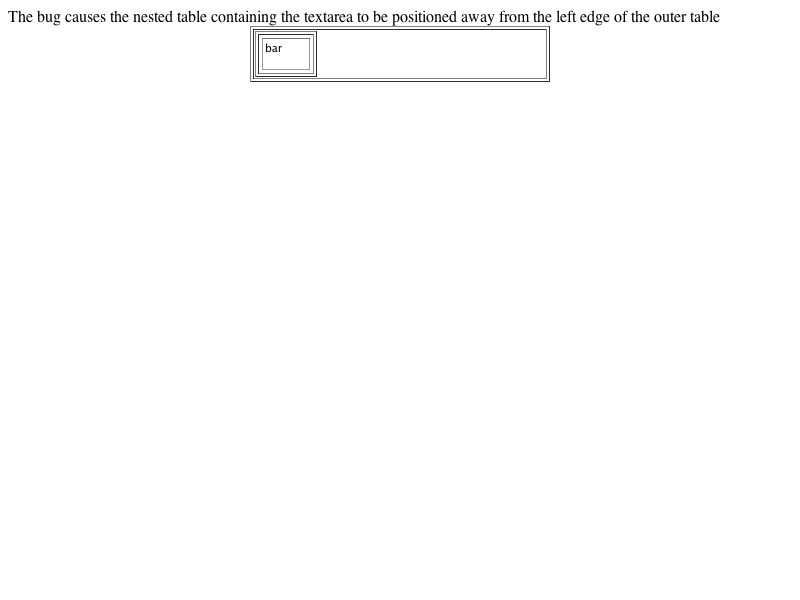 The bug causes the nested table containing the textarea to be positioned away from the left edge of the outer table
bar